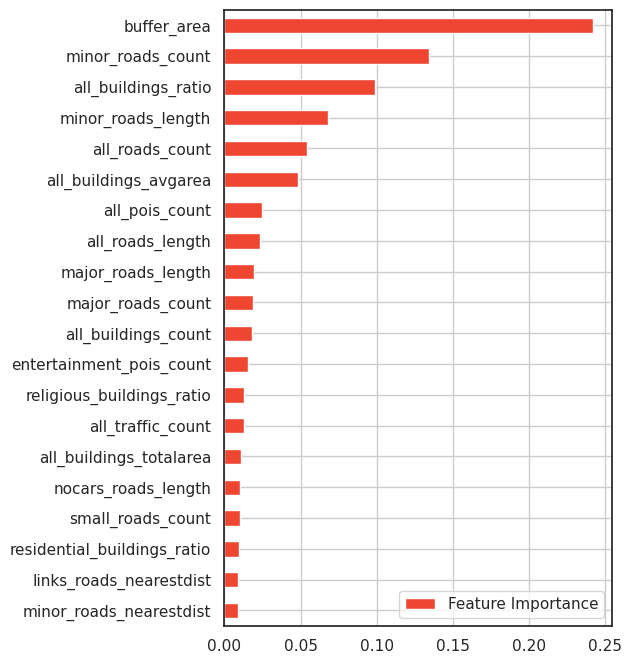 buffer_area
minor_roads_count
all_buildings_ratio
minor_roads_length
all_roads_count
all_buildings_avgarea
all_pois_count
all_roads_length
major_roads_length
major_roads_count
all_buildings_count
entertainment_pois_count
religious_buildings_ratio
all_traffic_count
all_buildings_totalarea
nocars_roads_length
small_roads_count
residential_buildings_ratio
links_roads_nearestdist
minor_roads_nearestdist
Feature Importance
0.00 0.05 0.10 0.15 0.20 0.25